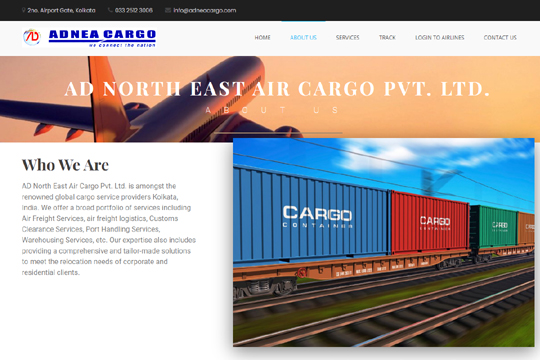 2no. Airport Gate, Kolkata 033 2512 3806 info@adneacargo.com
AD ADNEA CARGO
we connect the nation
HOME ABOUT US SERVICES TRACK LOGIN TO AIRLINES CONTACT US
AD NORTH EAST AIR CARGO PVT. LTD.
ABOUT US
Who We Are
AD North East Air Cargo Pvt. Ltd. is amongst the
renowned global cargo service providers Kolkata,
India. We offer a broad portfolio of services including
Air Freight Services, air freight logistics, Customs
Clearance Services, Port Handling Services,
Warehousing Services, etc. Our expertise also includes
providing a comprehensive and tailor-made solutions
to meet the relocation needs of corporate and
residential clients.
CARGO CARGO CARGO
CONTAINER CONTAINER CONTAINER